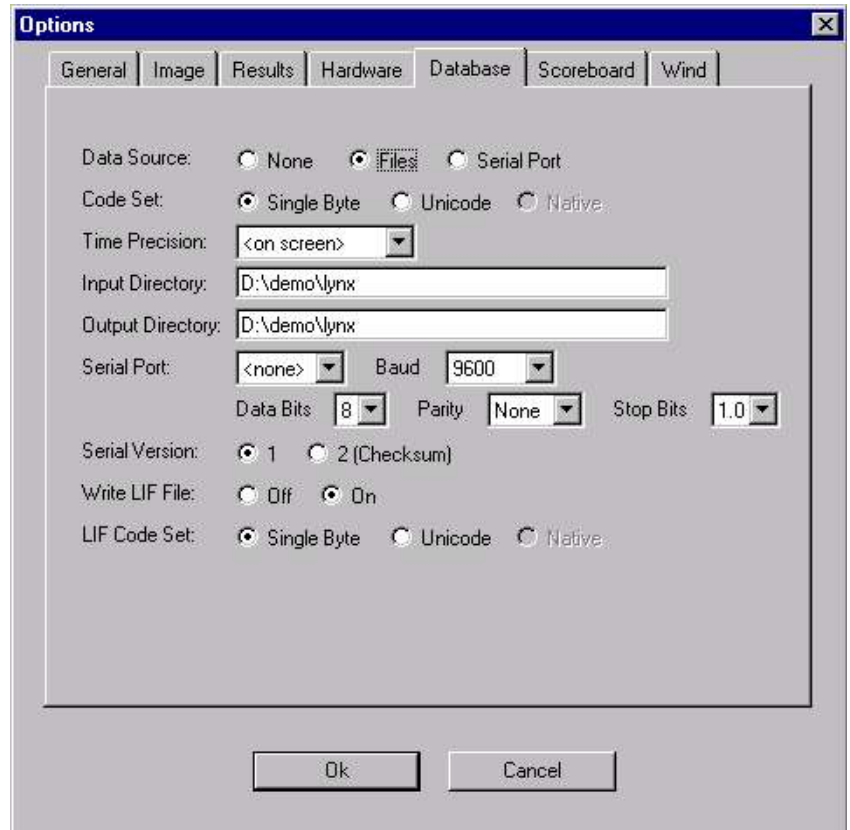 Options
General Image Results Hardware Database Scoreboard Wind
Data Source: None Files Serial Port
Code Set: Single Byte Unicode Native
Time Precision: <on screen>
Input Directory: D:\demo\lynx
Output Directory: D:\demo\lynx
Serial Port: <none> Baud 9600
Data Bits 8 Parity None Stop Bits 1.0
Serial Version: 1 2 (Checksum)
Write LIF File: Off On
LIF Code Set: Single Byte Unicode Native
Ok Cancel